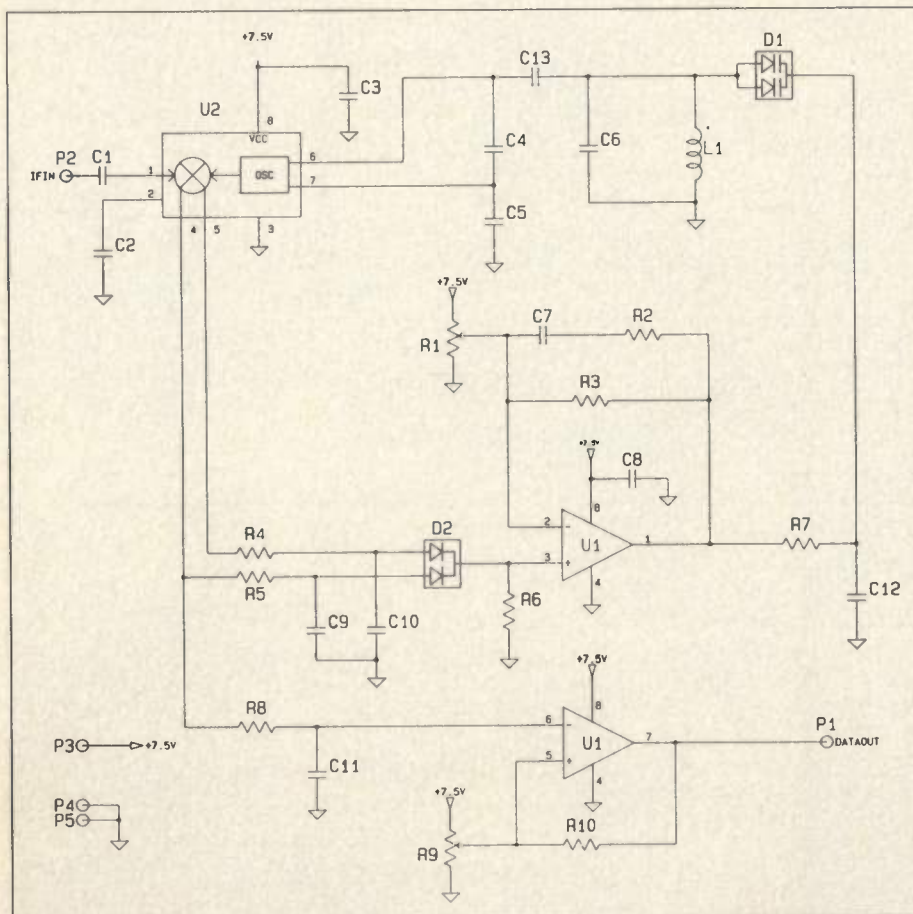 +7.5V
D1
C13
C3
U2
8
VCC
P2
C1
1
OSC
6
C4
C6
L1
IFIN
2
7
4
5
3
C5
C2
+7.5V
C7
R2
R1
R3
+7.5V
C8
8
D2
2
-
R4
U1
1
R7
3
+
R5
4
R6
C12
C9
C10
+7.5V
R8
8
6
-
P1
P3
+7.5V
U1
7
DATAOUT
5
+
C11
4
P4
+7.5V
P5
R10
R9